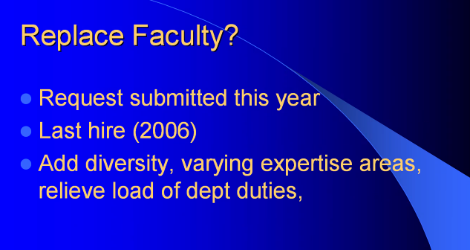 Replace Faculty?
Request submitted this year
Last hire (2006)
Add diversity, varying expertise areas,
relieve load of dept duties,